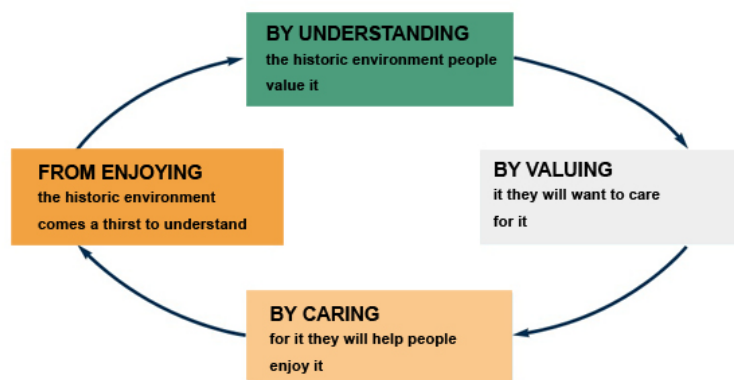 BY UNDERSTANDING
the historic environment people
value it
BY VALUING
it they will want to care
for it
BY CARING
for it they will help people
enjoy it
FROM ENJOYING
the historic environment
comes a thirst to understand